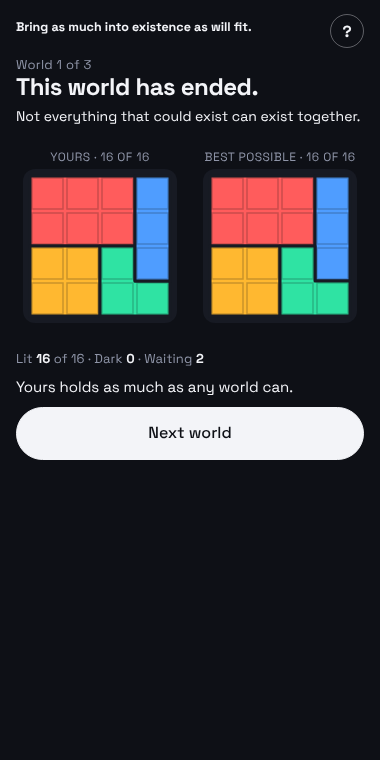 Bring as much into existence as will fit.
?
World 1 of 3
This world has ended.
Not everything that could exist can exist together.
YOURS · 16 OF 16
BEST POSSIBLE · 16 OF 16
Lit 16 of 16 · Dark 0 · Waiting 2
Yours holds as much as any world can.
Next world